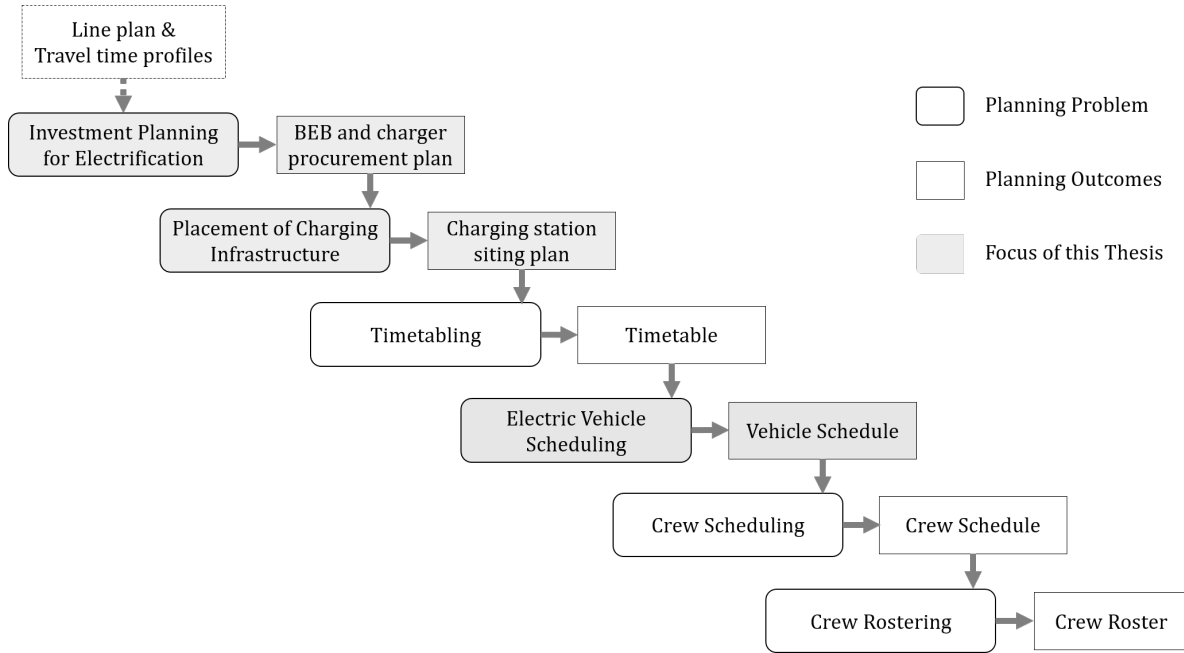 Line plan &
Travel time profiles
Investment Planning
for Electrification
BEB and charger
procurement plan
Placement of Charging
Infrastructure
Charging station
siting plan
Timetabling
Timetable
Electric Vehicle
Scheduling
Vehicle Schedule
Crew Scheduling
Crew Schedule
Crew Rostering
Crew Roster
Planning Problem
Planning Outcomes
Focus of this Thesis